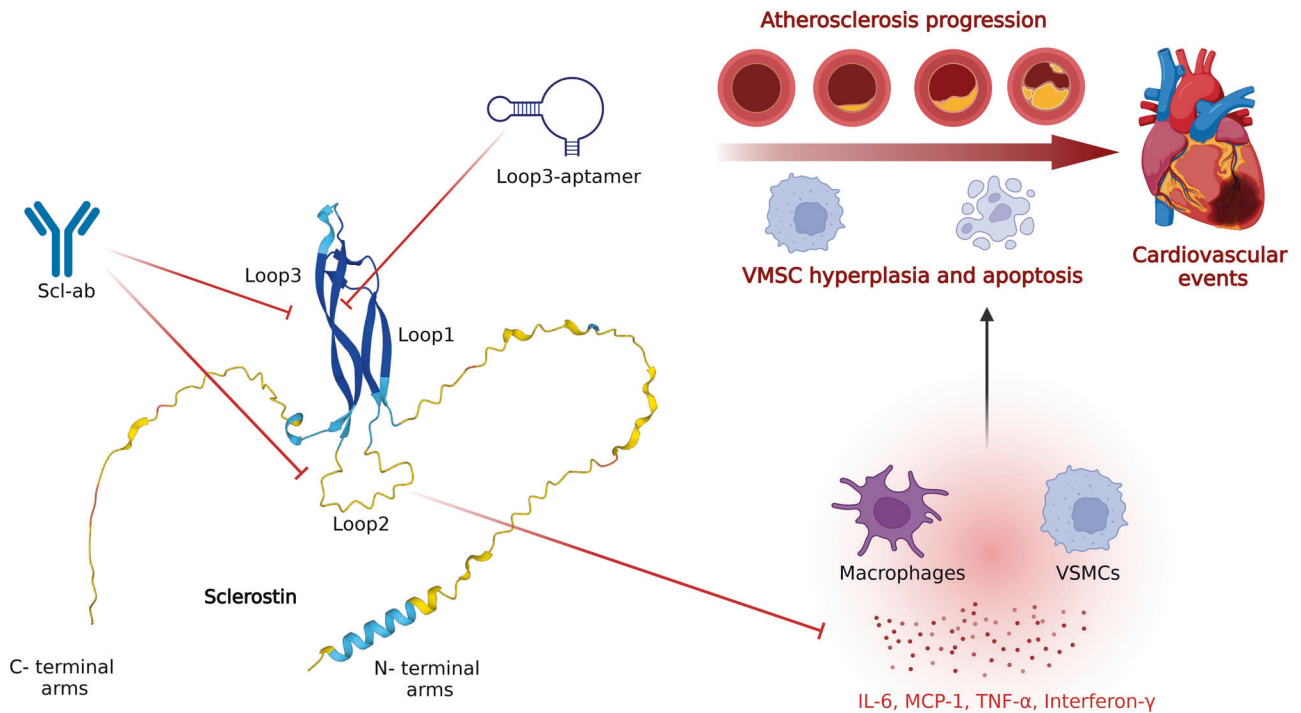 Atherosclerosis progression
Loop3-aptamer
Scl-ab
Loop3
Loop1
VMSC hyperplasia and apoptosis
Cardiovascular
events
Loop2
Macrophages
VSMCs
Sclerostin
C- terminal
arms
N- terminal
arms
IL-6, MCP-1, TNF-α, Interferon-γ